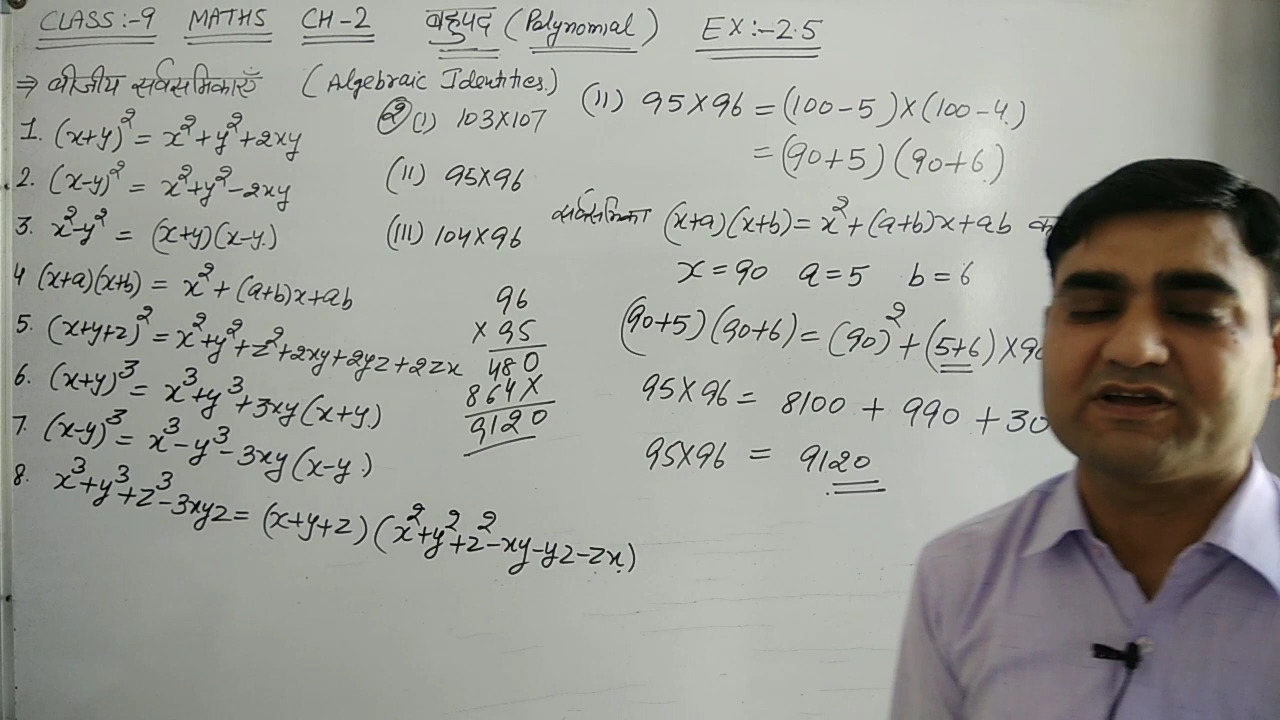 CLASS :- 9 MATHS CH-2 बहुपद (Polynomial) EX :- 2.5
⇒ बीजीय सर्वसमिकाएँ (Algebraic Identities.)
1. (x+y)² = x²+y²+2xy
2. (x-y)² = x²+y²-2xy
3. x²-y² = (x+y)(x-y.)
4 (x+a)(x+b) = x²+(a+b)x+ab
5. (x+y+z)² = x²+y²+z²+2xy+2yz+2zx
6. (x+y)³ = x³+y³+3xy(x+y.)
7. (x-y)³ = x³-y³-3xy(x-y.)
8. x³+y³+z³-3xyz = (x+y+z)(x²+y²+z²-xy-yz-zx)
② (i) 103×107
(ii) 95×96
(iii) 104×96
96
×95
480
864X
9120
(ii) 95×96 = (100-5)×(100-4.)
= (90+5)(90+6.)
सर्वसमिका (x+a)(x+b) = x²+(a+b)x+ab
x=90 a=5 b=6
(90+5)(90+6) = (90)²+(5+6)×90
95×96 = 8100 + 990 + 30
95×96 = 9120